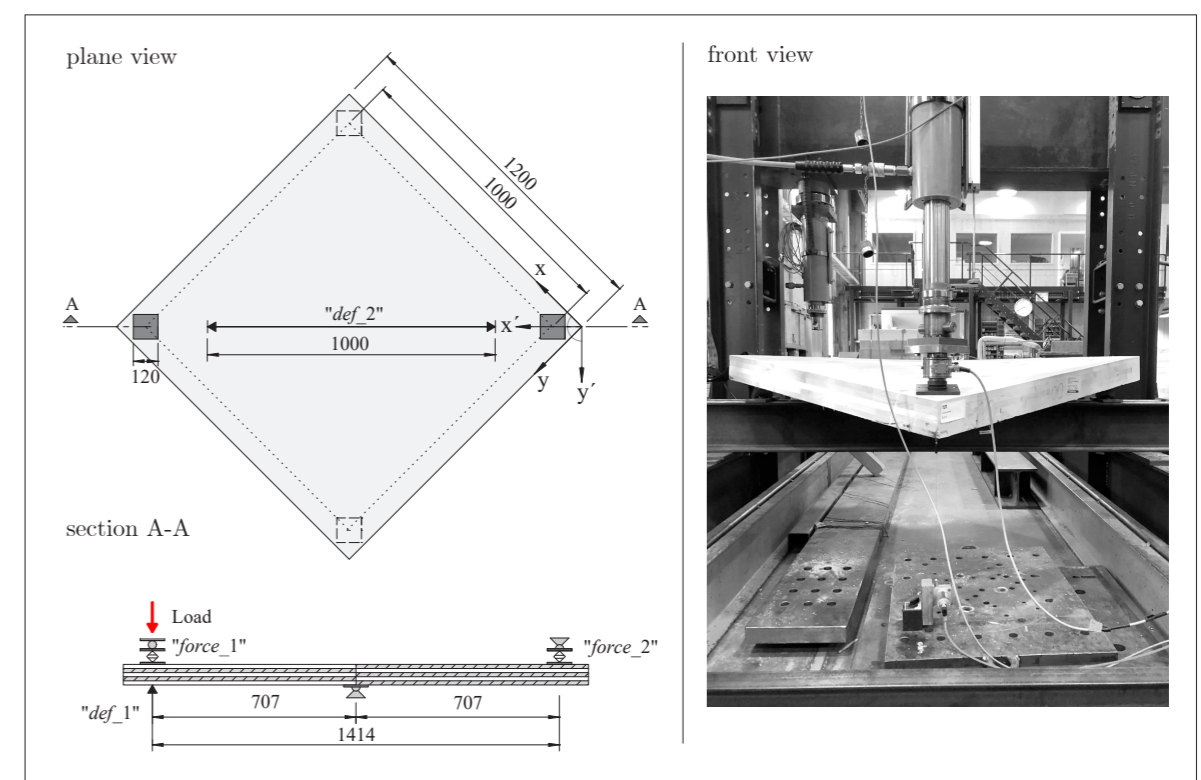 plane view
front view
1200
1000
x
A
A
"def_2"
x´
1000
120
y
y´
section A-A
Load
"force_1"
"force_2"
707
707
"def_1"
1414